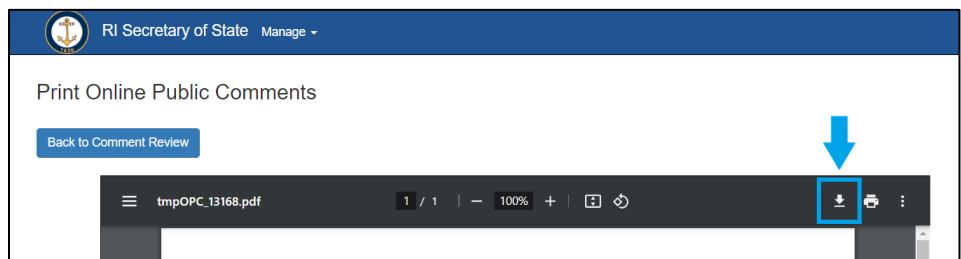 RI Secretary of State Manage
Print Online Public Comments
Back to Comment Review
tmpOPC_13168.pdf 1 / 1 | − 100% + |